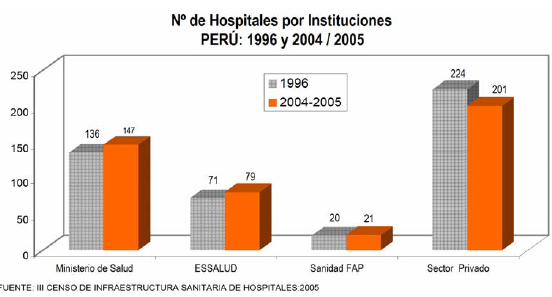 Nº de Hospitales por Instituciones
PERÚ: 1996 y 2004 / 2005
250
200
150
100
50
0
1996
2004-2005
136
147
71
79
20
21
224
201
Ministerio de Salud
ESSALUD
Sanidad FAP
Sector Privado
FUENTE: III CENSO DE INFRAESTRUCTURA SANITARIA DE HOSPITALES:2005